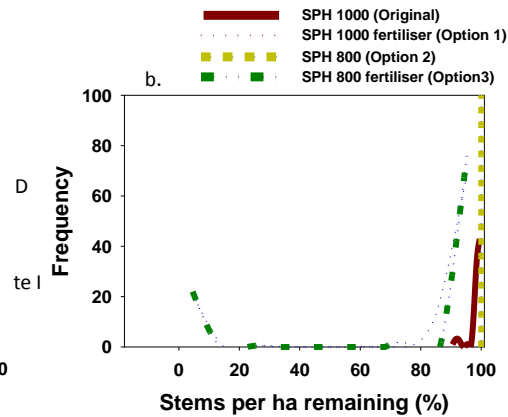 SPH 1000 (Original)
SPH 1000 fertiliser (Option 1)
SPH 800 (Option 2)
SPH 800 fertiliser (Option3)
b.
100
80
60
40
20
0
Frequency
D
te I
0
0 20 40 60 80 100
Stems per ha remaining (%)